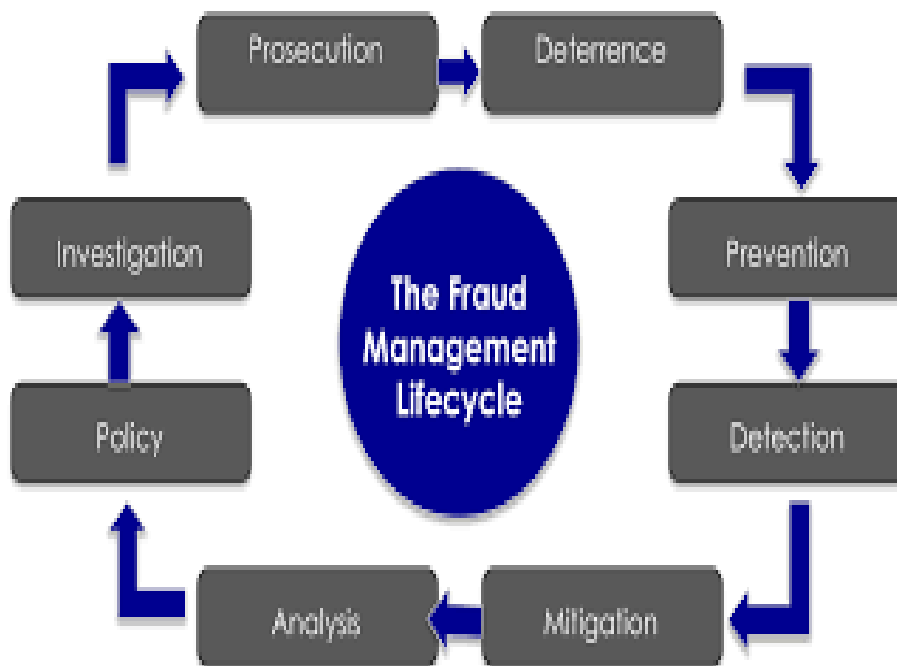 Prosecution
Deterrence
Investigation
The Fraud
Management
Lifecycle
Prevention
Policy
Detection
Analysis
Mitigation